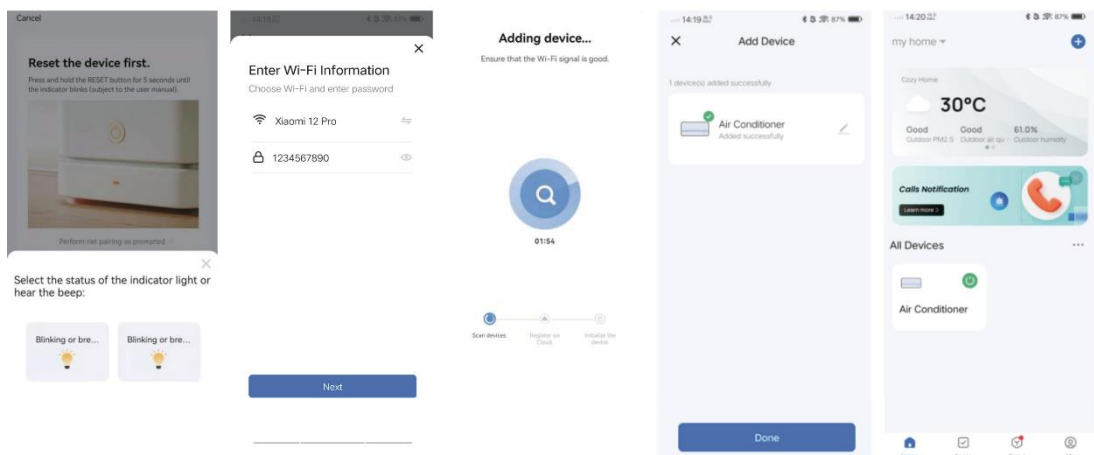 Cancel
Reset the device first.
Press and hold the RESET button for 5 seconds until
the indicator blinks (subject to the user manual).
Perform net pairing as prompted
Select the status of the indicator light or
hear the beep:
Blinking or bre...
Blinking or bre...
14:19
87%
Enter Wi-Fi Information
Choose Wi-Fi and enter password
Xiaomi 12 Pro
1234567890
Next
Adding device...
Ensure that the Wi-Fi signal is good.
01:54
Scan devices
Register on
Cloud
Initialize the
device
14:19
87%
Add Device
1 device(s) added successfully
Air Conditioner
Added successfully
Done
14:20
87%
my home
Cozy Home
30°C
Good
Good
61.0%
Outdoor PM2.5
Outdoor air qu...
Outdoor humidity
Calls Notification
Learn more
All Devices
...
Air Conditioner